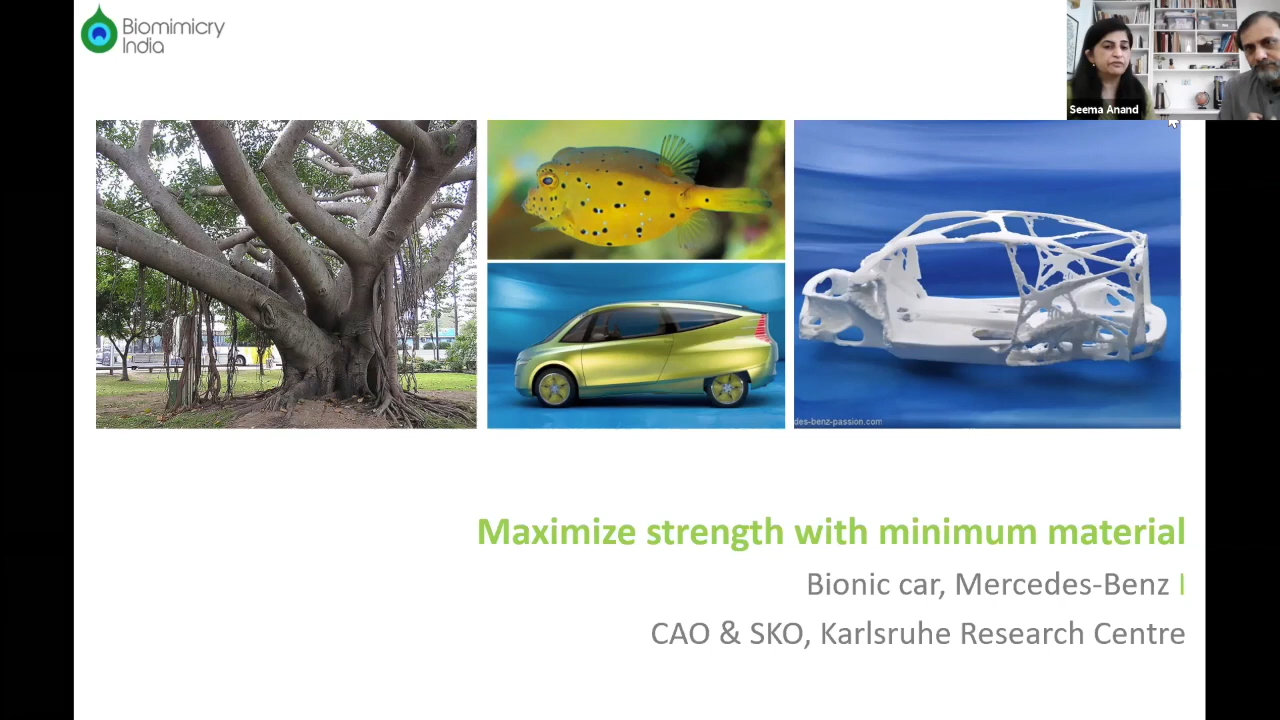 Biomimicry
India
Seema Anand
des-benz-passion.com
Maximize strength with minimum material
Bionic car, Mercedes-Benz I
CAO & SKO, Karlsruhe Research Centre